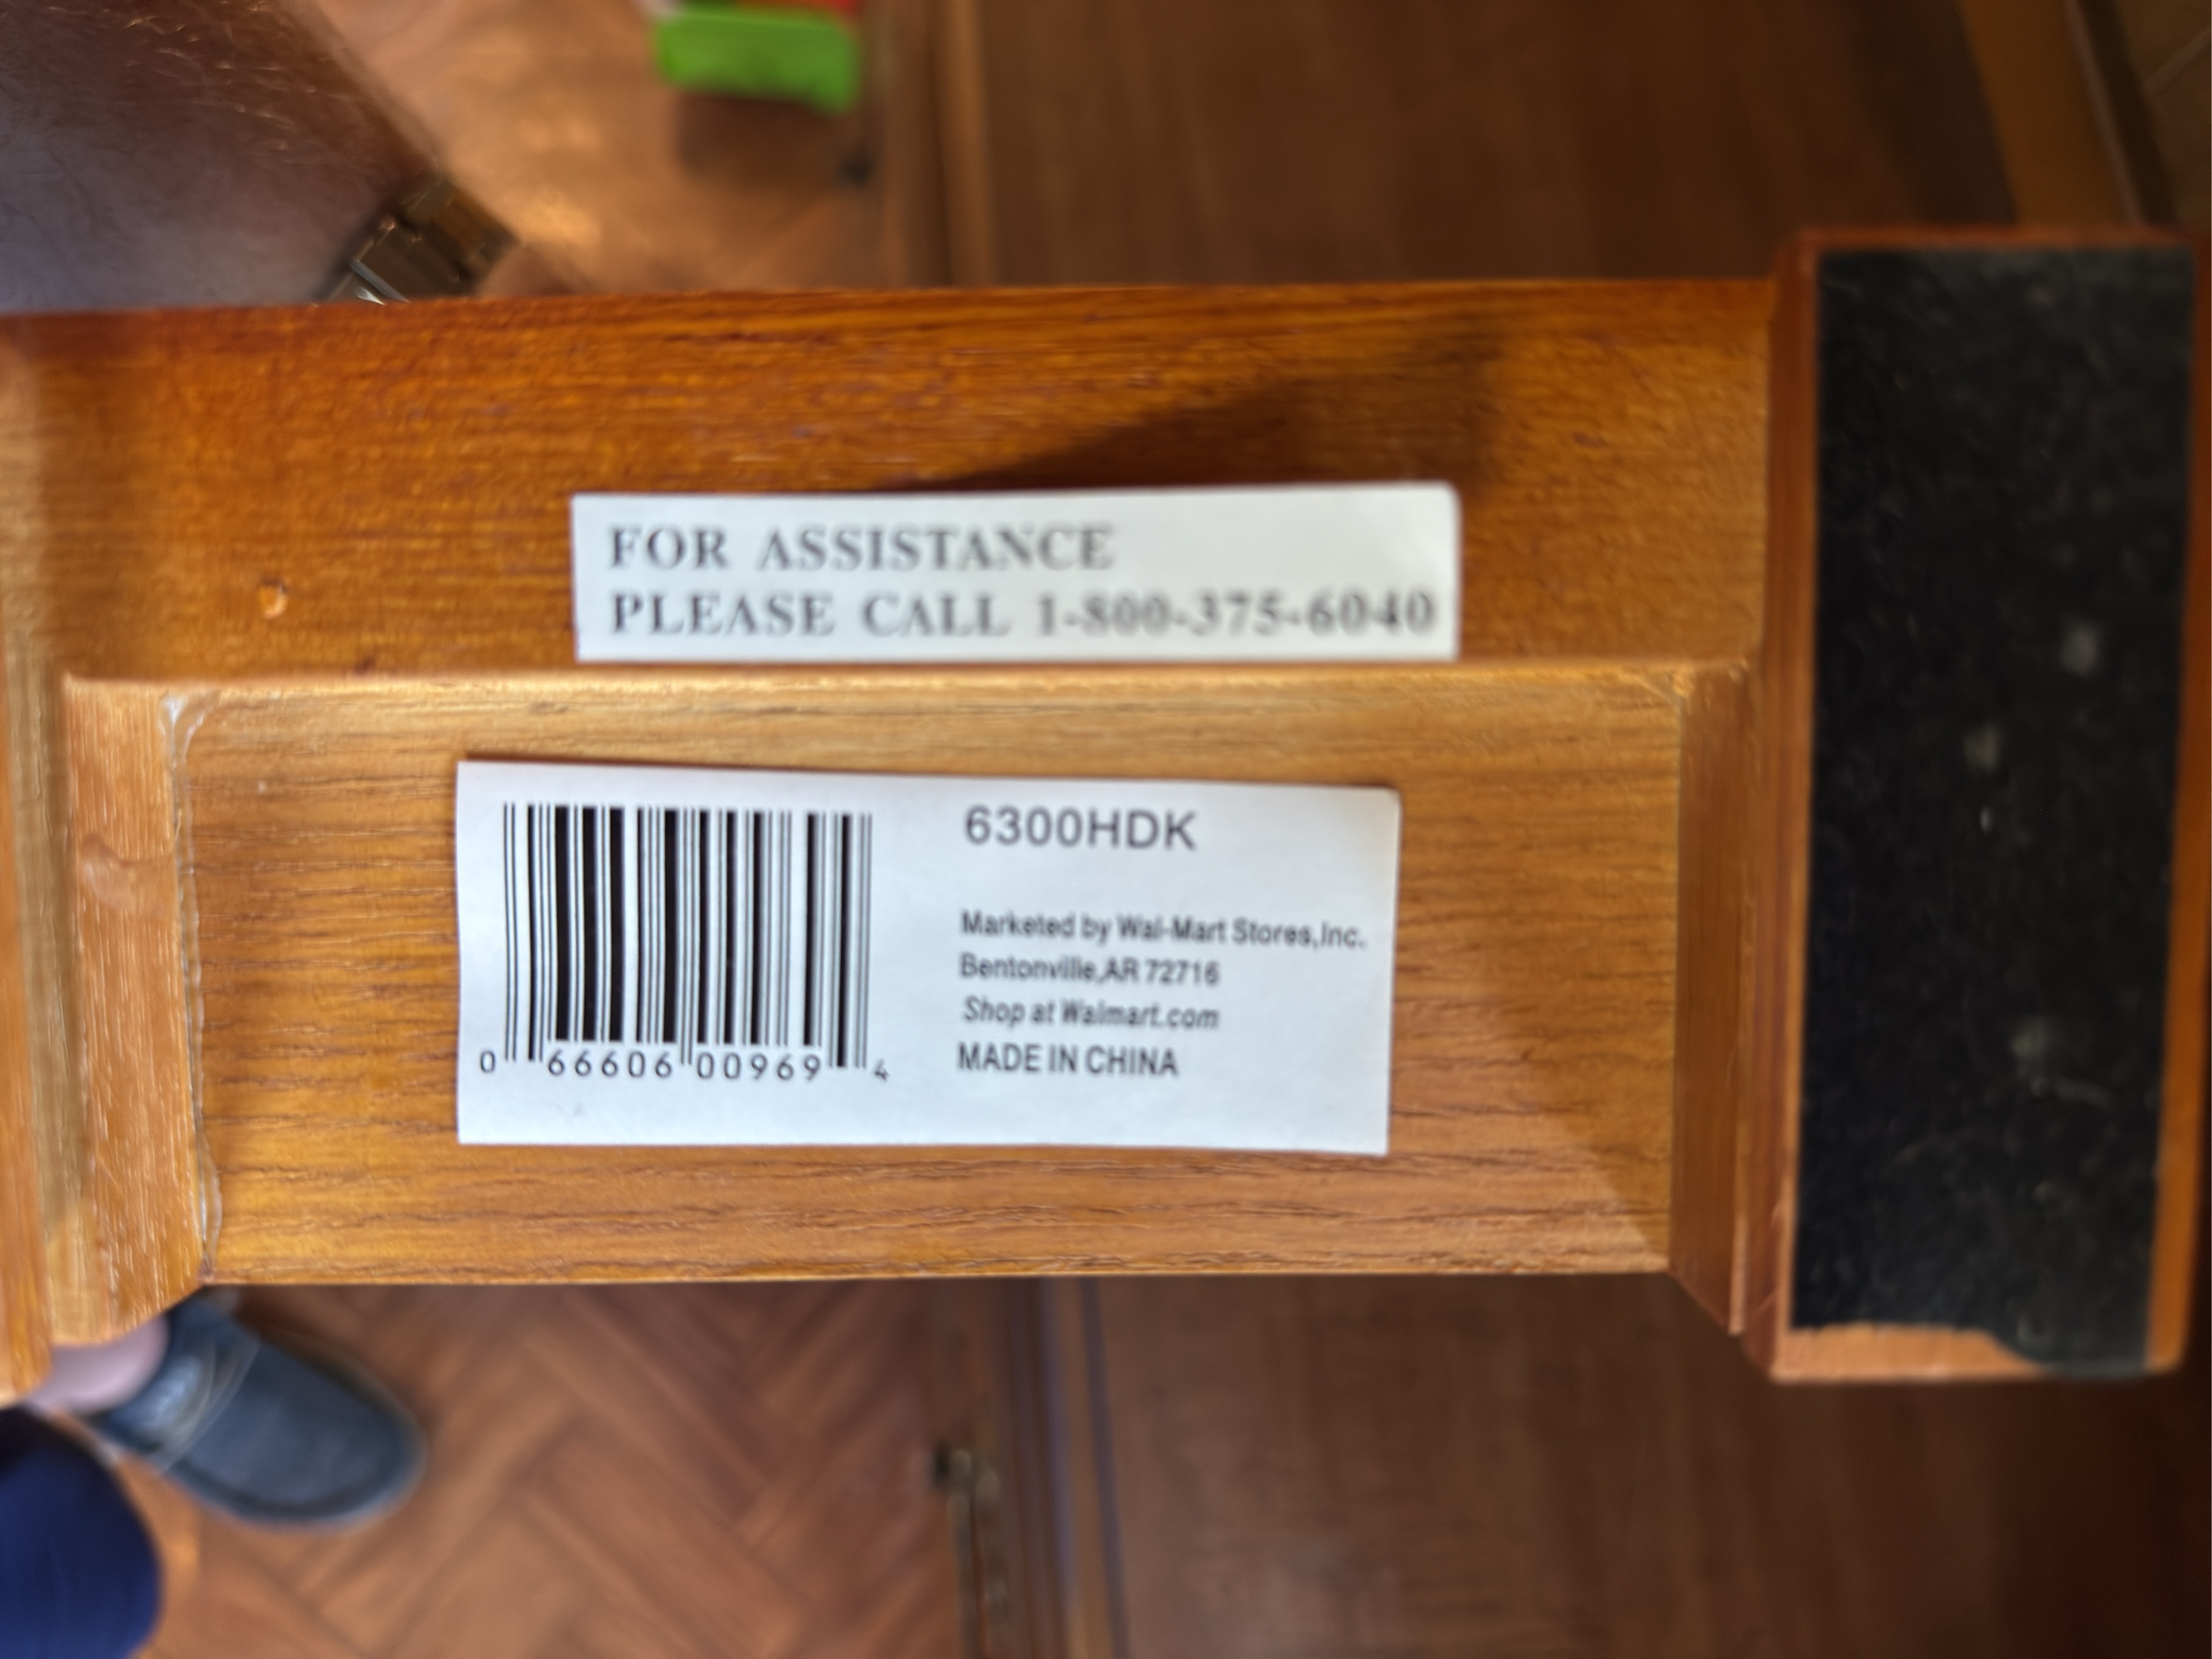 FOR ASSISTANCE
PLEASE CALL 1-800-375-6040
6300HDK
Marketed by Wal-Mart Stores,Inc.
Bentonville,AR 72716
Shop at Walmart.com
MADE IN CHINA
0 66606 00969 4